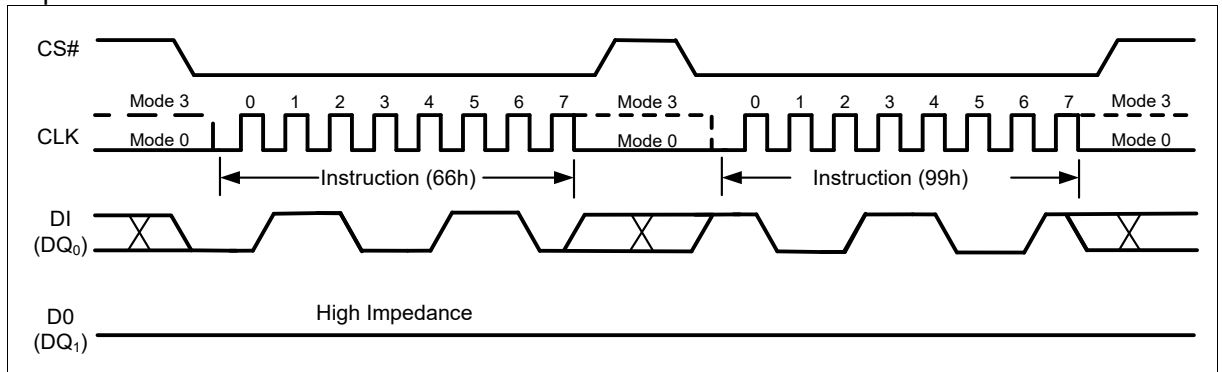 CS#
Mode 3 0 1 2 3 4 5 6 7 Mode 3 0 1 2 3 4 5 6 7 Mode 3
CLK
Mode 0 Mode 0 Mode 0
Instruction (66h) Instruction (99h)
DI
(DQ0)
High Impedance
D0
(DQ1)